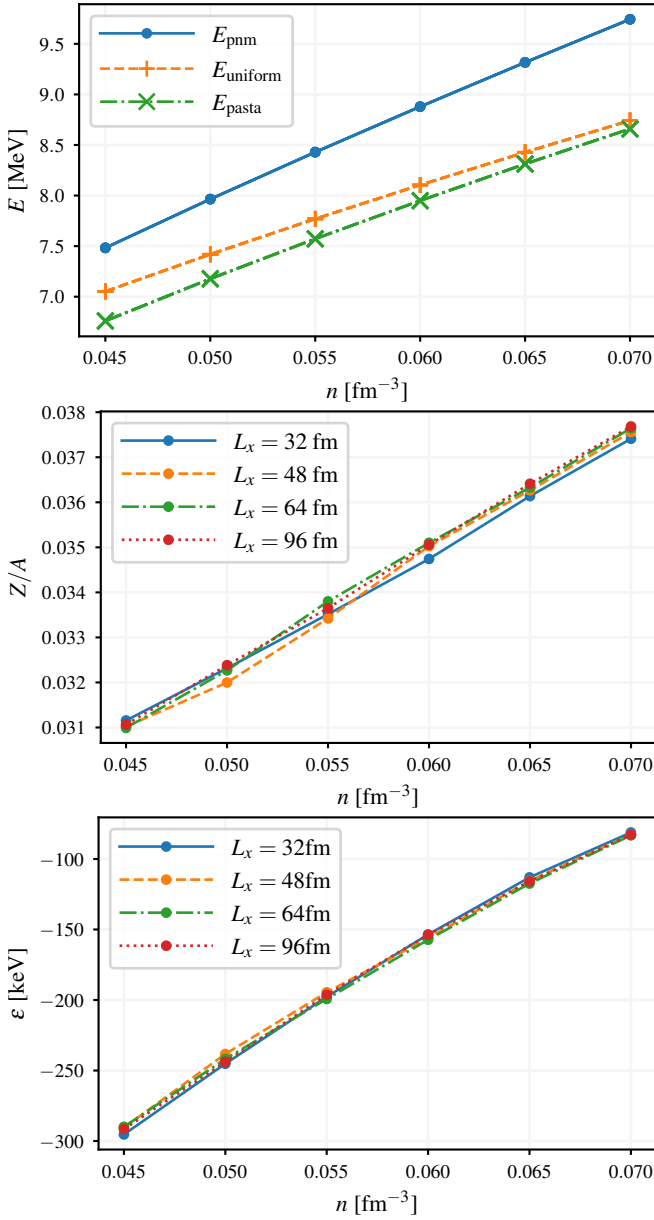 9.5
9.0
8.5
8.0
7.5
7.0
E [MeV]
E_pnm
E_uniform
E_pasta
0.045 0.050 0.055 0.060 0.065 0.070
n [fm⁻³]
0.038
0.037
0.036
0.035
0.034
0.033
0.032
0.031
Z/A
L_x = 32 fm
L_x = 48 fm
L_x = 64 fm
L_x = 96 fm
0.045 0.050 0.055 0.060 0.065 0.070
n [fm⁻³]
−100
−150
−200
−250
−300
ε [keV]
L_x = 32fm
L_x = 48fm
L_x = 64fm
L_x = 96fm
0.045 0.050 0.055 0.060 0.065 0.070
n [fm⁻³]